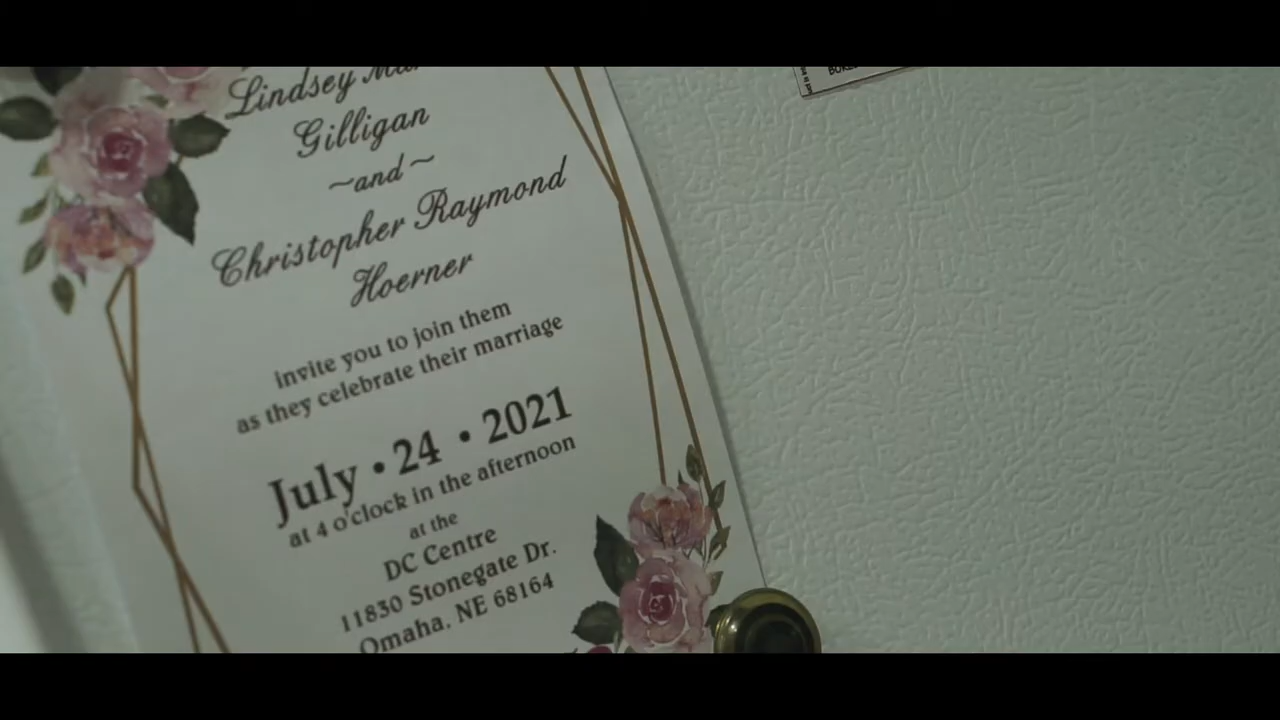 Lindsey
Gilligan
~and~
Christopher Raymond
Hoerner
invite you to join them
as they celebrate their marriage
July • 24 • 2021
at 4 o'clock in the afternoon
at the
DC Centre
11830 Stonegate Dr.
Omaha, NE 68164